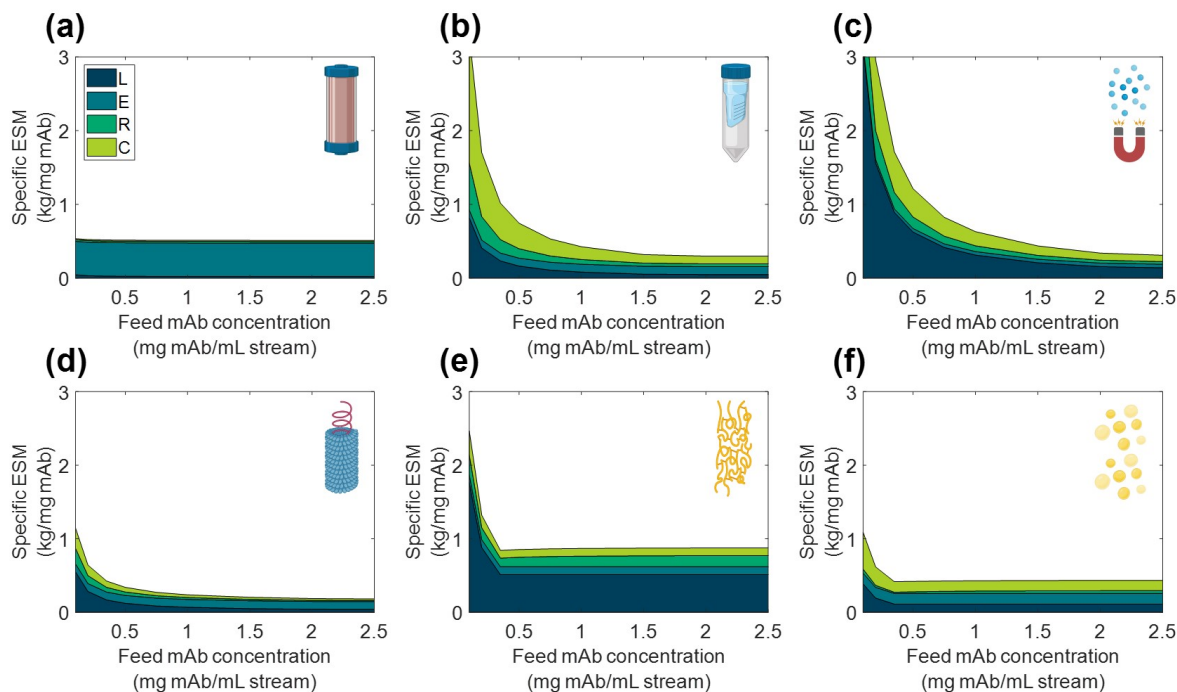 (a)
(b)
(c)
3
2
1
0
Specific ESM
(kg/mg mAb)
L
E
R
C
0.5 1 1.5 2 2.5
Feed mAb concentration
(mg mAb/mL stream)
3
2
1
0
Specific ESM
(kg/mg mAb)
0.5 1 1.5 2 2.5
Feed mAb concentration
(mg mAb/mL stream)
3
2
1
0
Specific ESM
(kg/mg mAb)
0.5 1 1.5 2 2.5
Feed mAb concentration
(mg mAb/mL stream)
(d)
(e)
(f)
3
2
1
0
Specific ESM
(kg/mg mAb)
0.5 1 1.5 2 2.5
Feed mAb concentration
(mg mAb/mL stream)
3
2
1
0
Specific ESM
(kg/mg mAb)
0.5 1 1.5 2 2.5
Feed mAb concentration
(mg mAb/mL stream)
3
2
1
0
Specific ESM
(kg/mg mAb)
0.5 1 1.5 2 2.5
Feed mAb concentration
(mg mAb/mL stream)